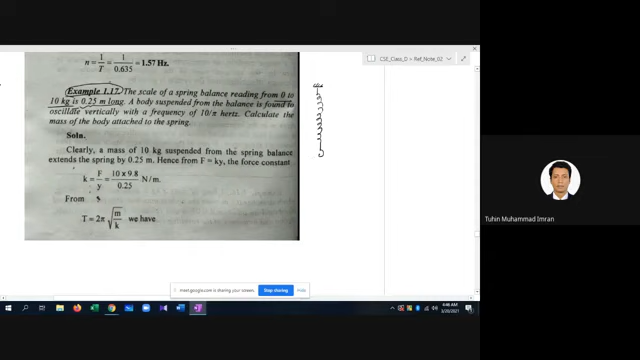 n = 1/T = 1/0.635 = 1.57 Hz.
CSE_Class_D > Ref_Note_02
Example 1.17. The scale of a spring balance reading from 0 to
10 kg is 0.25 m long. A body suspended from the balance is found to
oscillate vertically with a frequency of 10/π hertz. Calculate the
mass of the body attached to the spring.
Soln.
Clearly, a mass of 10 kg suspended from the spring balance
extends the spring by 0.25 m. Hence from F = ky, the force constant
k = F/y = 10 × 9.8/0.25 N/m.
From
T = 2π √(m/k) we have
Tuhin Muhammad Imran
meet.google.com is sharing your screen.
Stop sharing
Hide
4:46 AM
3/20/2021